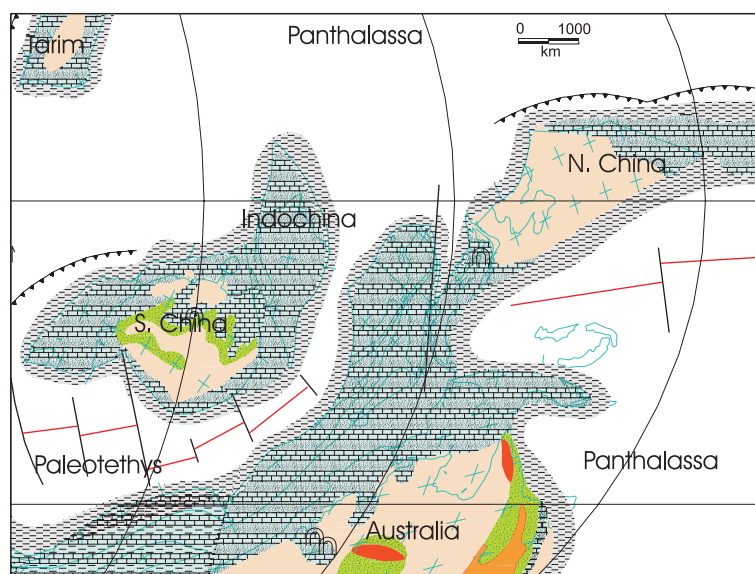 Tarim
Panthalassa
0 1000
km
N. China
Indochina
S. China
Paleotethys
Panthalassa
Australia